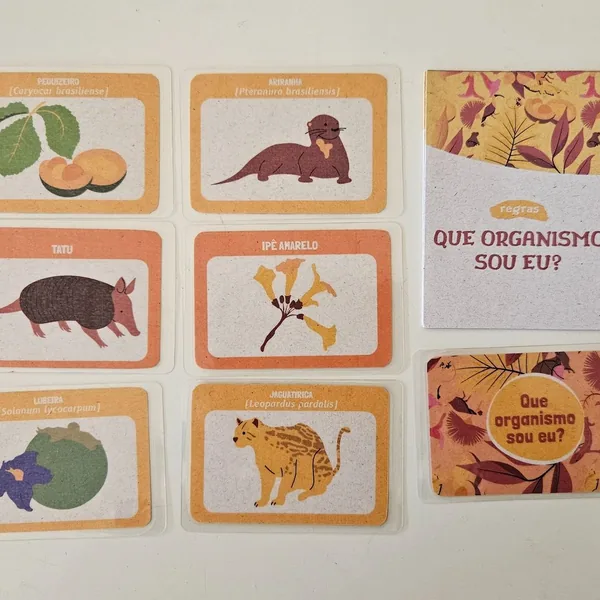 PEQUIZEIRO
[Caryocar brasiliense]
ARIRANHA
[Pteronura brasiliensis]
TATU
IPÊ AMARELO
LOBEIRA
[Solanum lycocarpum]
JAGUATIRICA
[Leopardus pardalis]
regras
QUE ORGANISMO
SOU EU?
Que
organismo
sou eu?